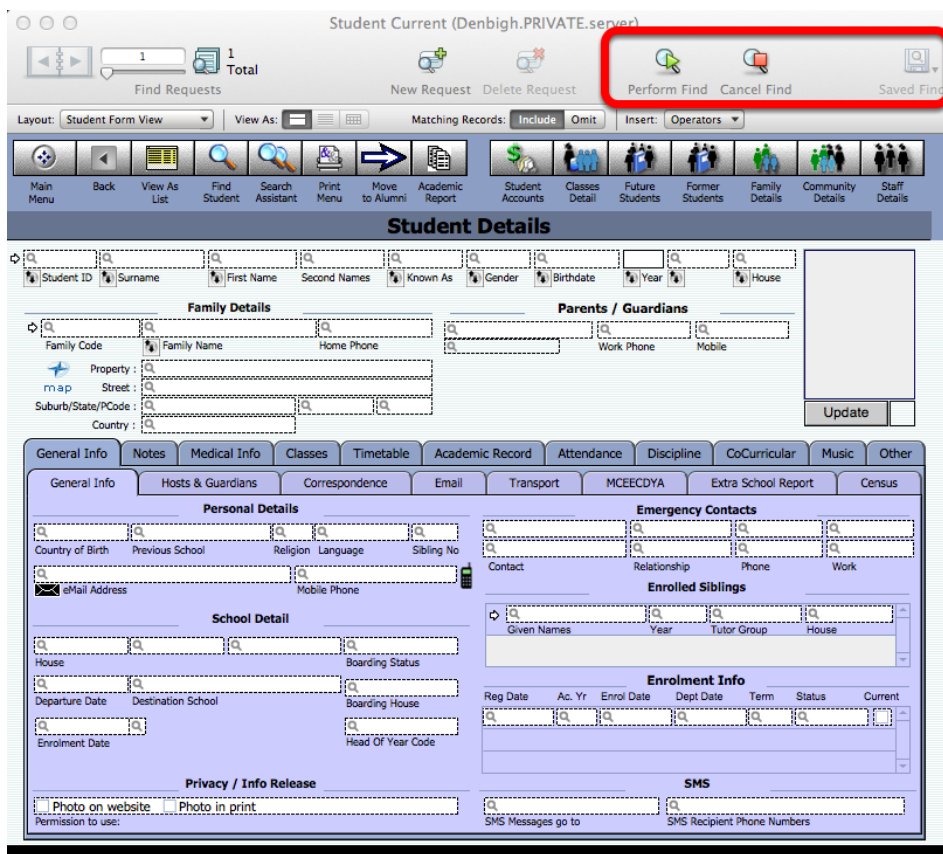 Student Current (Denbigh.PRIVATE.server)
1
1
Total
Find Requests
New Request Delete Request
Perform Find Cancel Find
Saved Find
Layout: Student Form View
View As:
Matching Records: Include Omit
Insert: Operators
Main Menu
Back
View As List
Find Student
Search Assistant
Print Menu
Move to Alumni
Academic Report
Student Accounts
Classes Detail
Future Students
Former Students
Family Details
Community Details
Staff Details
Student Details
Student ID Surname First Name Second Names Known As Gender Birthdate Year House
Family Details
Family Code Family Name Home Phone
Property :
map Street :
Suburb/State/PCode :
Country :
Parents / Guardians
Work Phone Mobile
Update
General Info Notes Medical Info Classes Timetable Academic Record Attendance Discipline CoCurricular Music Other
General Info Hosts & Guardians Correspondence Email Transport MCEECDYA Extra School Report Census
Personal Details
Country of Birth Previous School Religion Language Sibling No
eMail Address Mobile Phone
School Detail
House Boarding Status
Departure Date Destination School Boarding House
Enrolment Date Head Of Year Code
Privacy / Info Release
Photo on website Photo in print
Permission to use:
Emergency Contacts
Contact Relationship Phone Work
Enrolled Siblings
Given Names Year Tutor Group House
Enrolment Info
Reg Date Ac. Yr Enrol Date Dept Date Term Status Current
SMS
SMS Messages go to SMS Recipient Phone Numbers